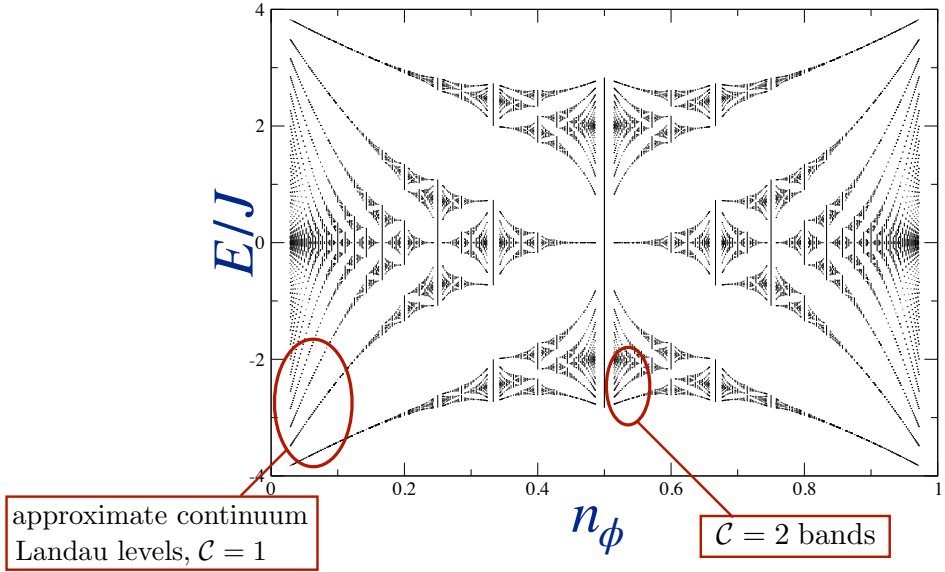 4
2
0
-2
-4
E/J
0
0.2
0.4
0.6
0.8
1
n_ϕ
approximate continuum
Landau levels, 𝒞 = 1
𝒞 = 2 bands